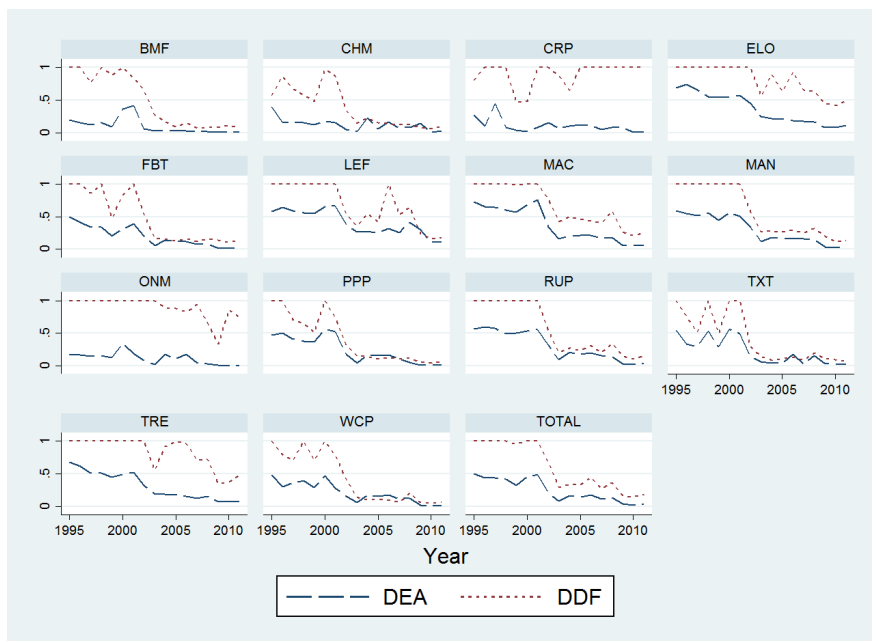 BMF CHM CRP ELO
0 .5 1
FBT LEF MAC MAN
0 .5 1
ONM PPP RUP TXT
0 .5 1
1995 2000 2005 2010
TRE WCP TOTAL
0 .5 1
1995 2000 2005 2010 1995 2000 2005 2010 1995 2000 2005 2010
Year
DEA DDF